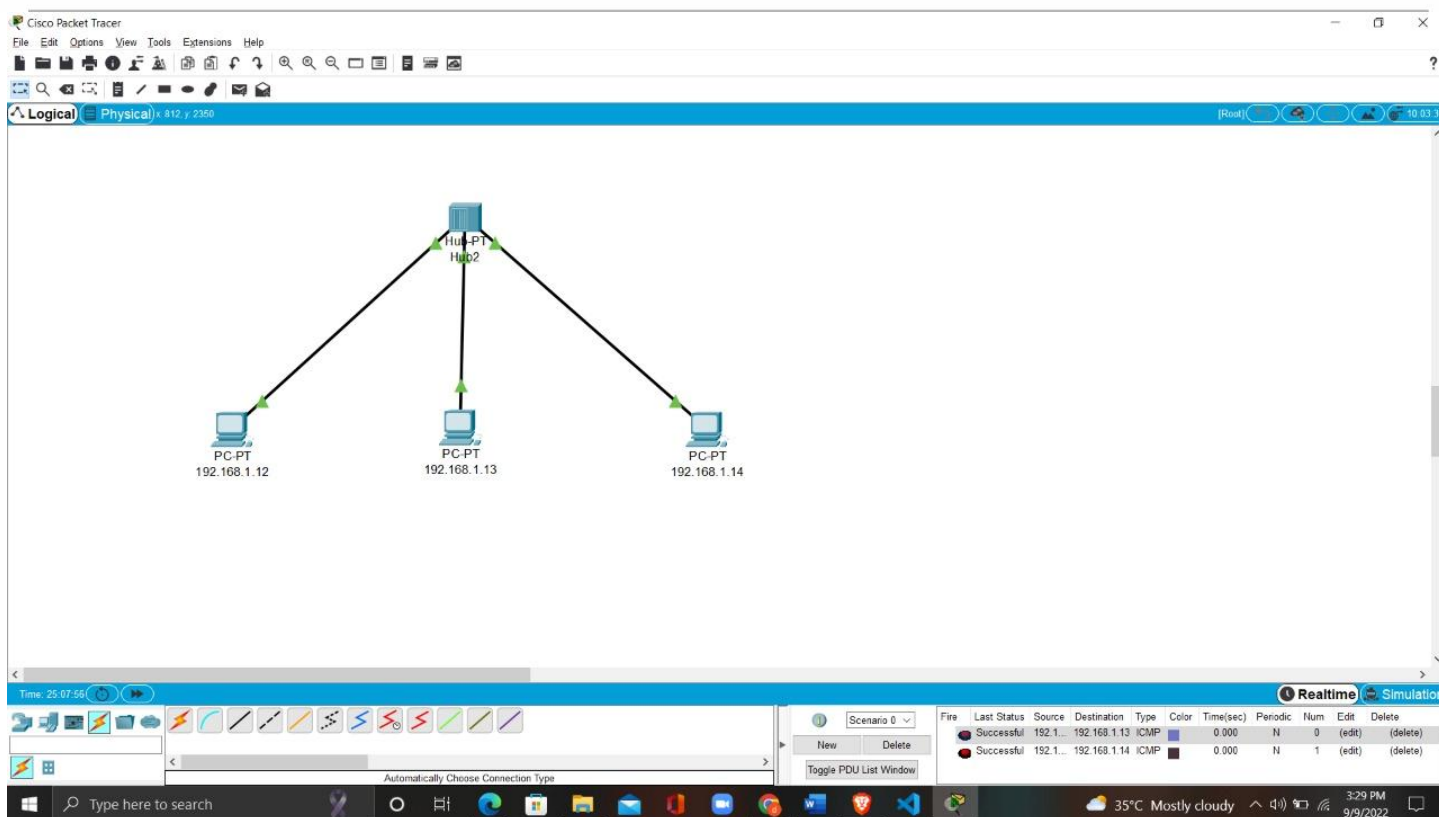 Cisco Packet Tracer
File Edit Options View Tools Extensions Help
?
Logical Physical x: 812, y: 2350 [Root] 10:03:3
Hub-PT
Hub2
PC-PT
192.168.1.12
PC-PT
192.168.1.13
PC-PT
192.168.1.14
Time: 25:07:56 Realtime Simulation
Scenario 0
New Delete
Toggle PDU List Window
Fire Last Status Source Destination Type Color Time(sec) Periodic Num Edit Delete
Successful 192.1... 192.168.1.13 ICMP 0.000 N 0 (edit) (delete)
Successful 192.1... 192.168.1.14 ICMP 0.000 N 1 (edit) (delete)
Automatically Choose Connection Type
Type here to search
35°C Mostly cloudy
3:29 PM
9/9/2022